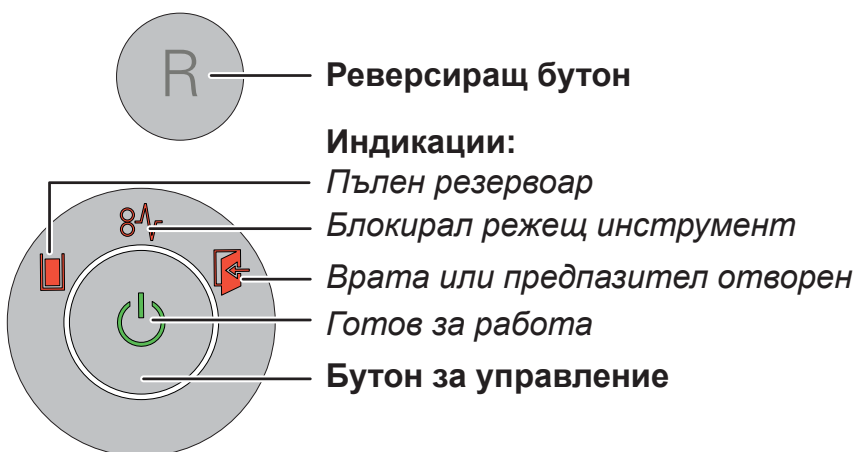 R
Реверсиращ бутон
Индикации:
Пълен резервоар
Блокирал режещ инструмент
Врата или предпазител отворен
Готов за работа
Бутон за управление